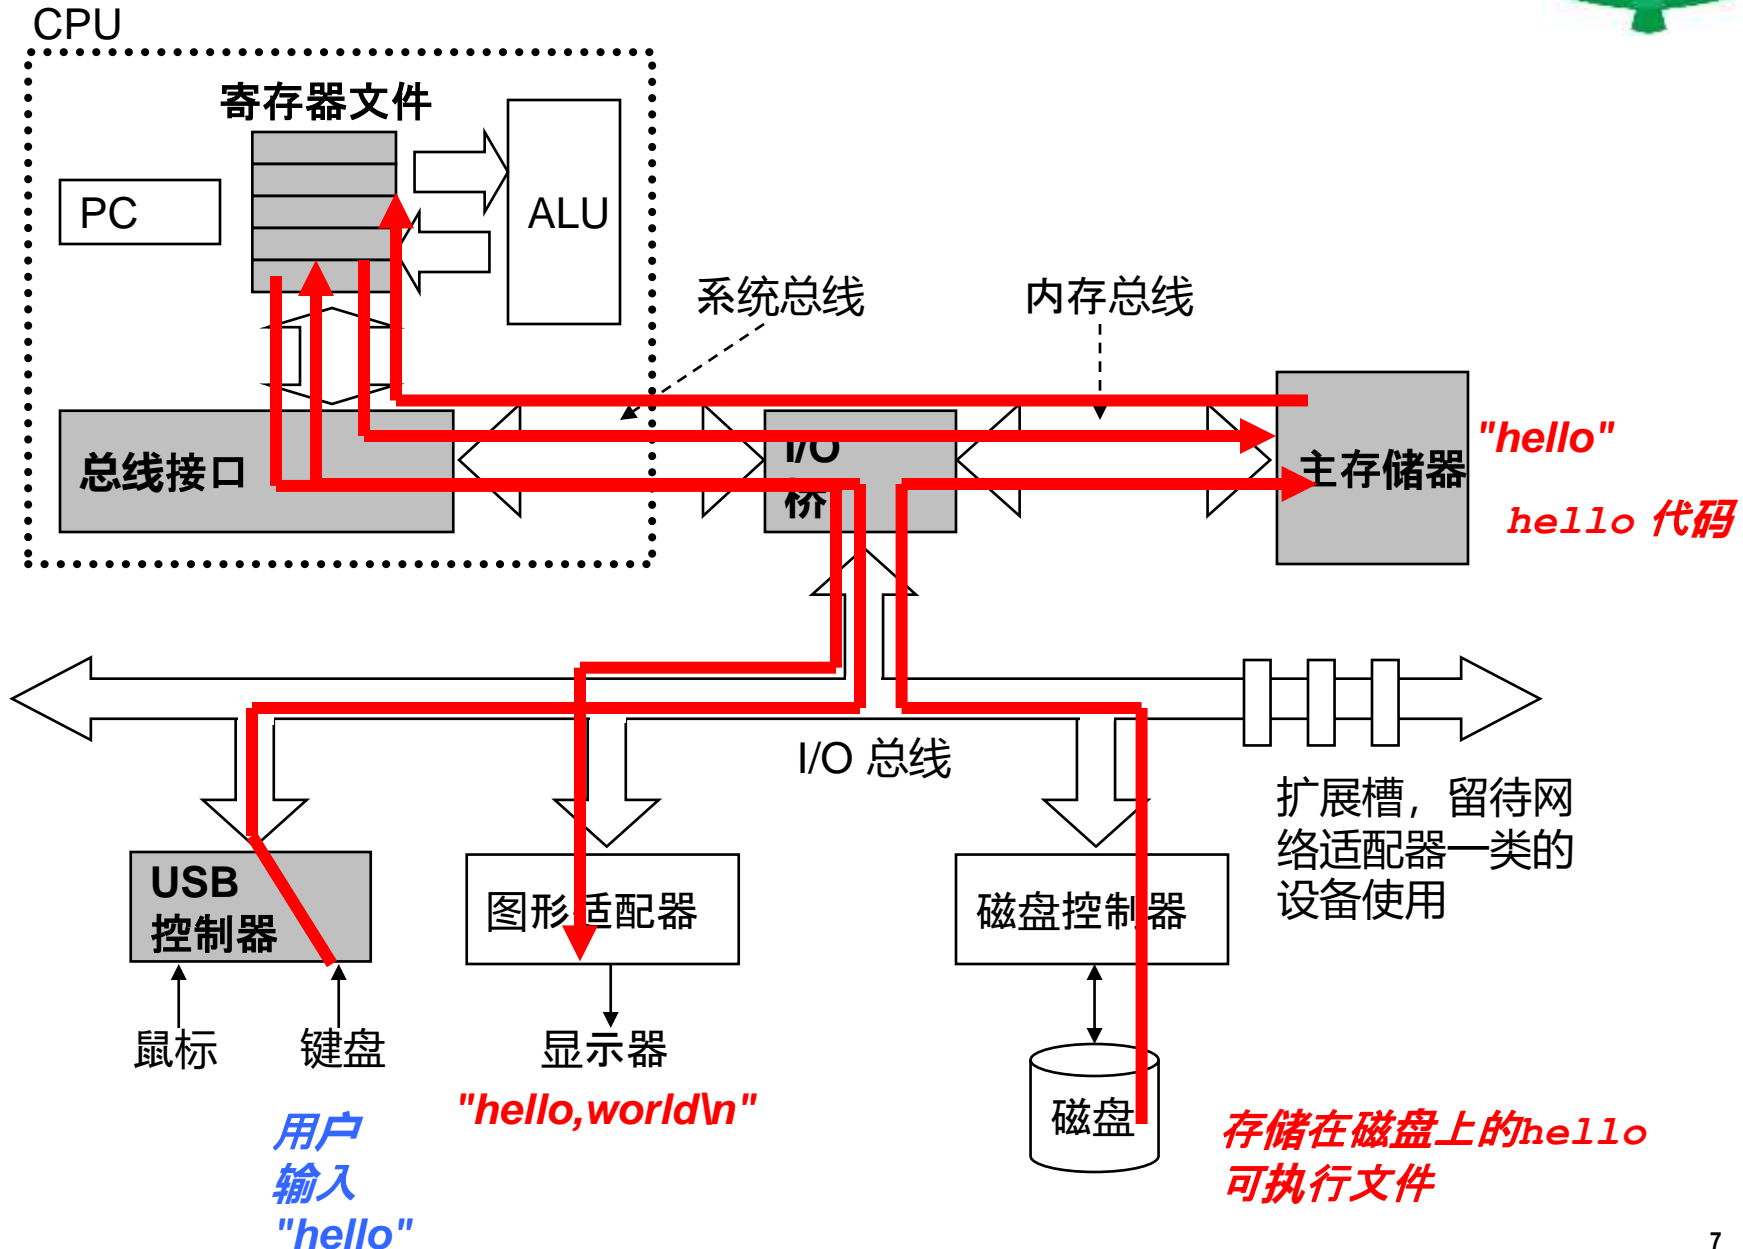 CPU
寄存器文件
PC
ALU
系统总线
内存总线
总线接口
I/O
桥
主存储器
"hello"
hello 代码
I/O 总线
扩展槽，留待网
络适配器一类的
设备使用
USB
控制器
图形适配器
磁盘控制器
鼠标
键盘
显示器
磁盘
用户
输入
"hello"
"hello,world\n"
存储在磁盘上的hello
可执行文件
7